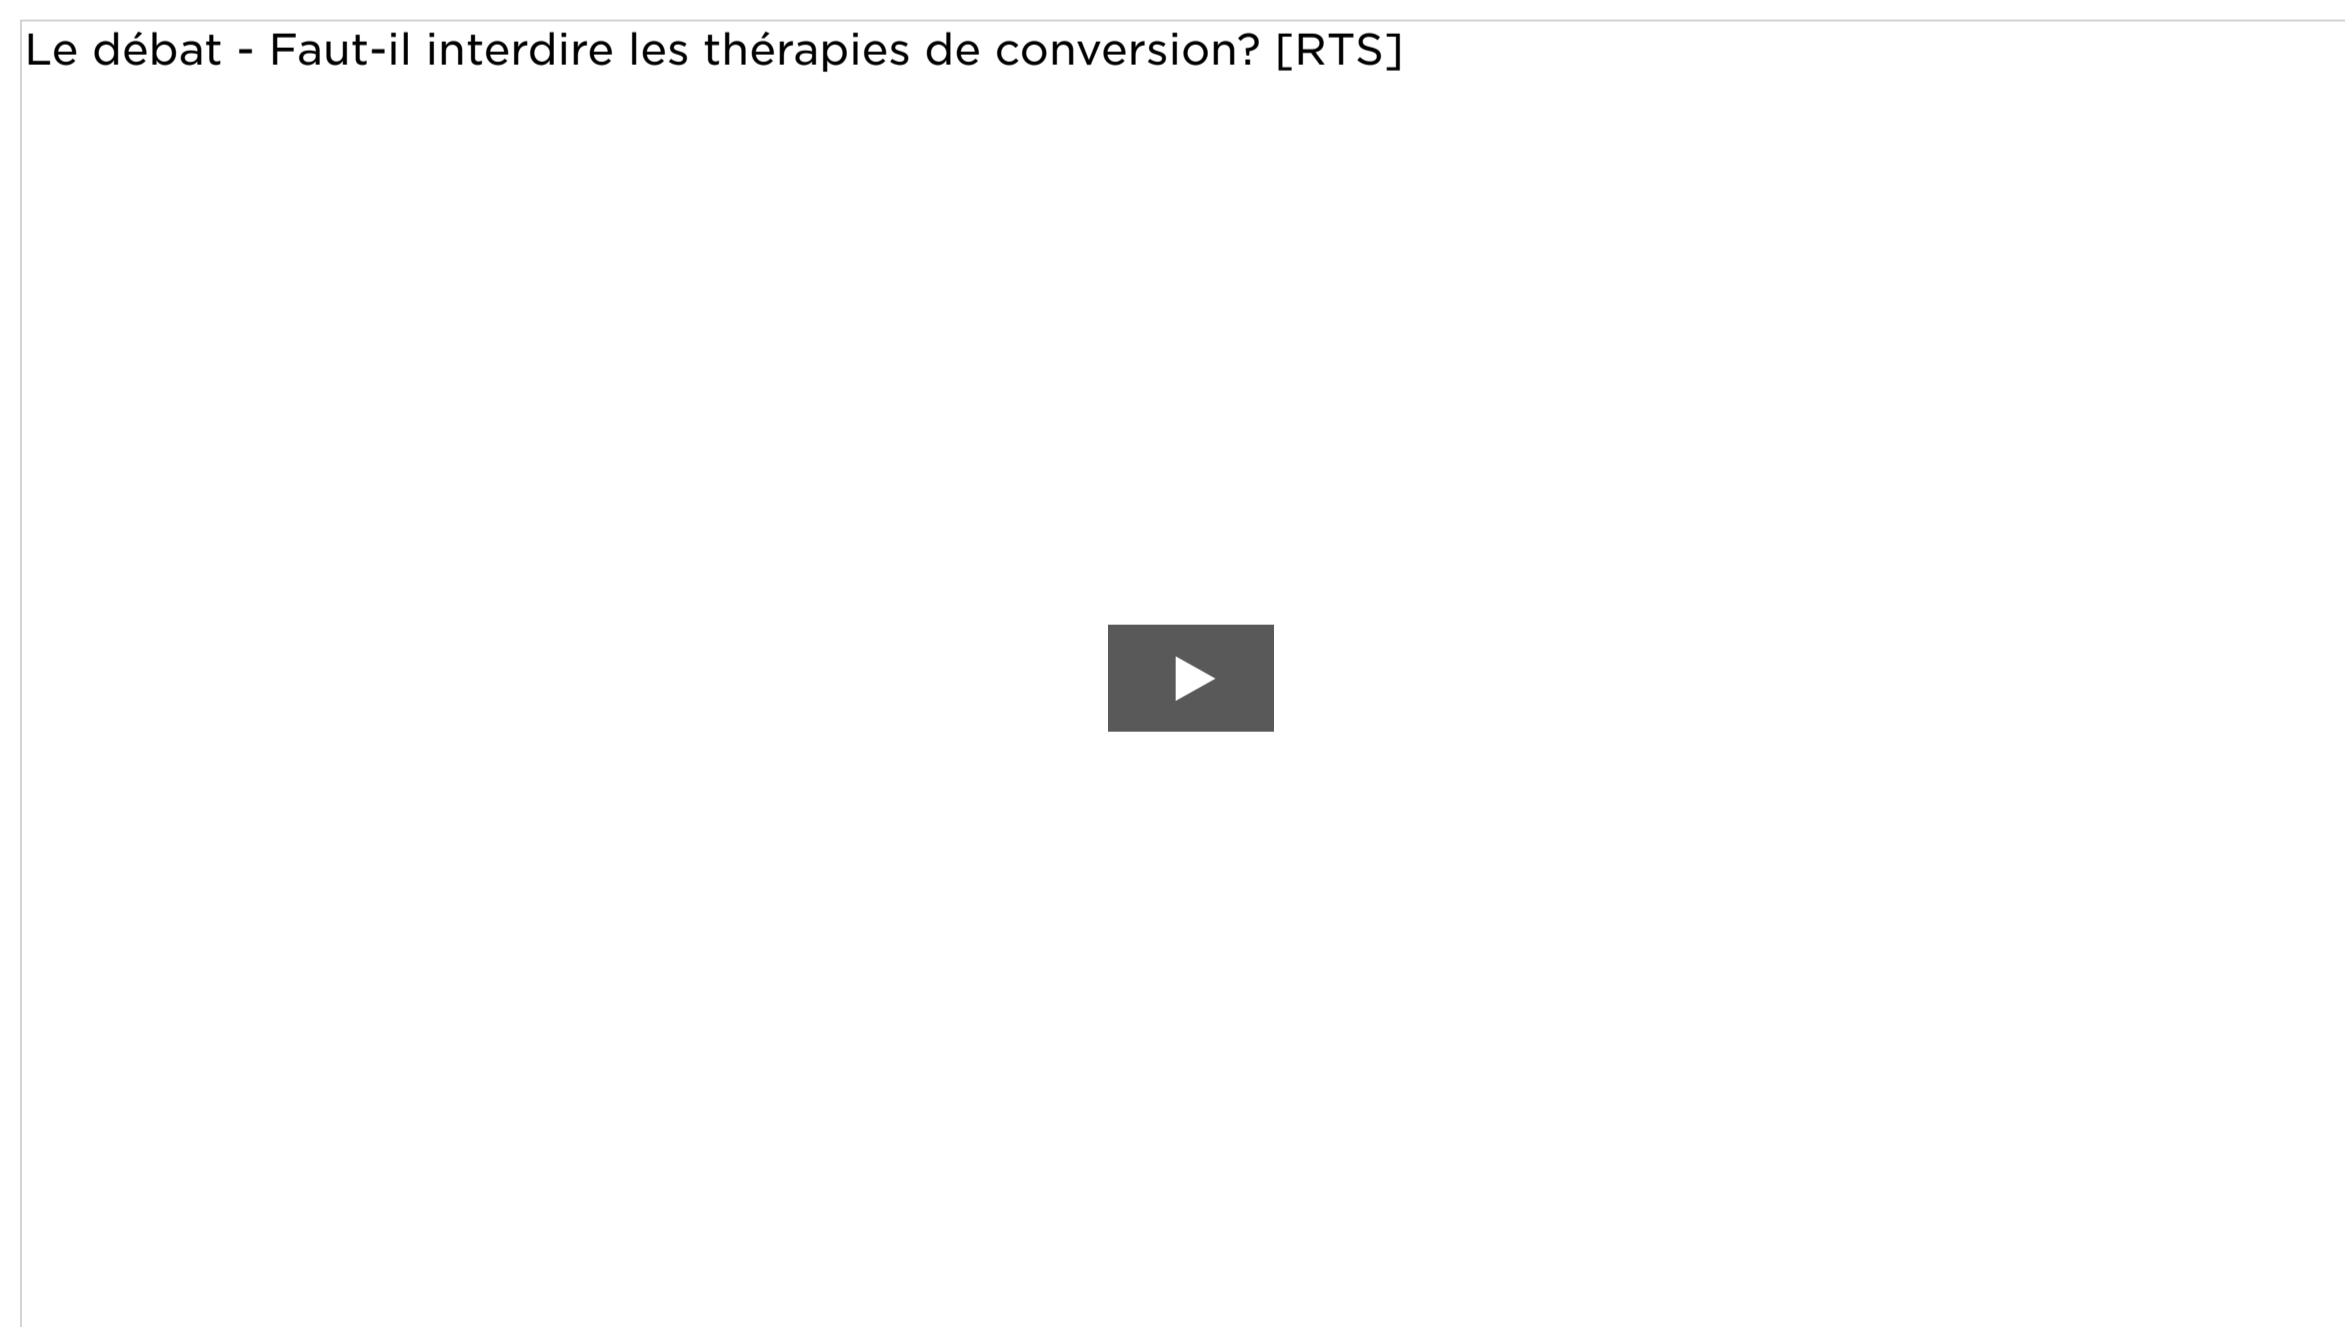 Le débat - Faut-il interdire les thérapies de conversion? [RTS]